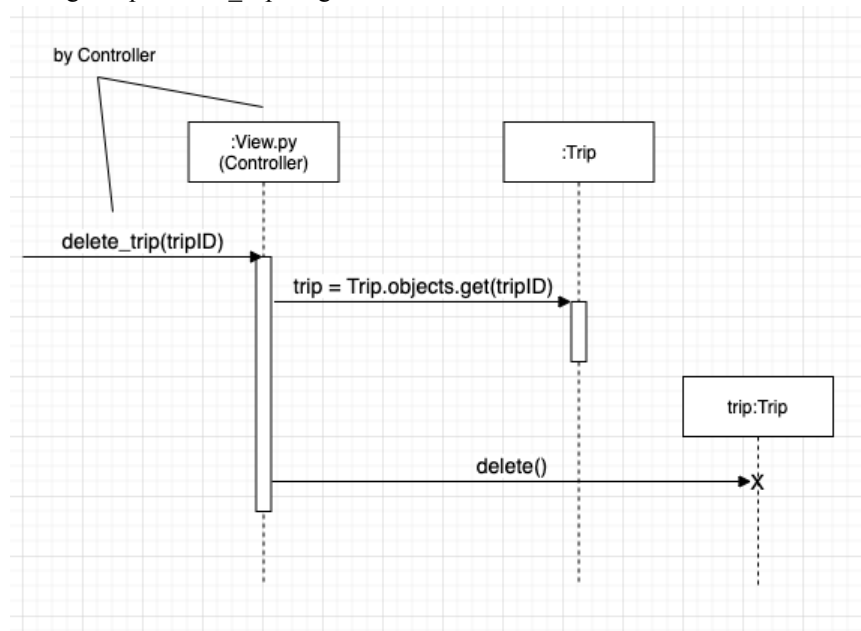 by Controller
:View.py
(Controller)
:Trip
delete_trip(tripID)
trip = Trip.objects.get(tripID)
trip:Trip
delete()
X